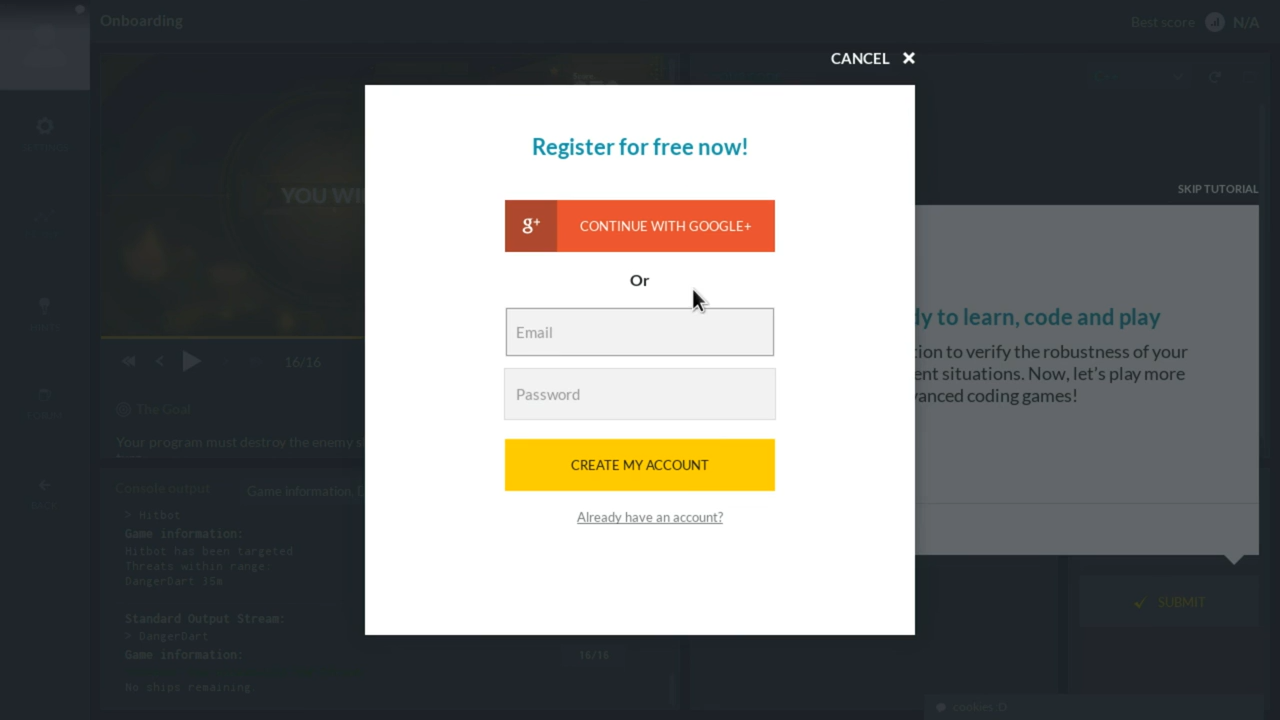 Onboarding
Best score
N/A
CANCEL ×
Register for free now!
g+ CONTINUE WITH GOOGLE+
Or
Email
Password
CREATE MY ACCOUNT
Already have an account?
YOU WI
SKIP TUTORIAL
dy to learn, code and play
tion to verify the robustness of your
ent situations. Now, let's play more
vanced coding games!
16/16
The Goal
Your program must destroy the enemy s
Console output
Game information:
> Hitbot
Game information:
Hitbot has been targeted
Threats within range:
DangerDart 35m
Standard Output Stream:
> DangerDart
Game information:
16/16
No ships remaining.
SUBMIT
cookies :D